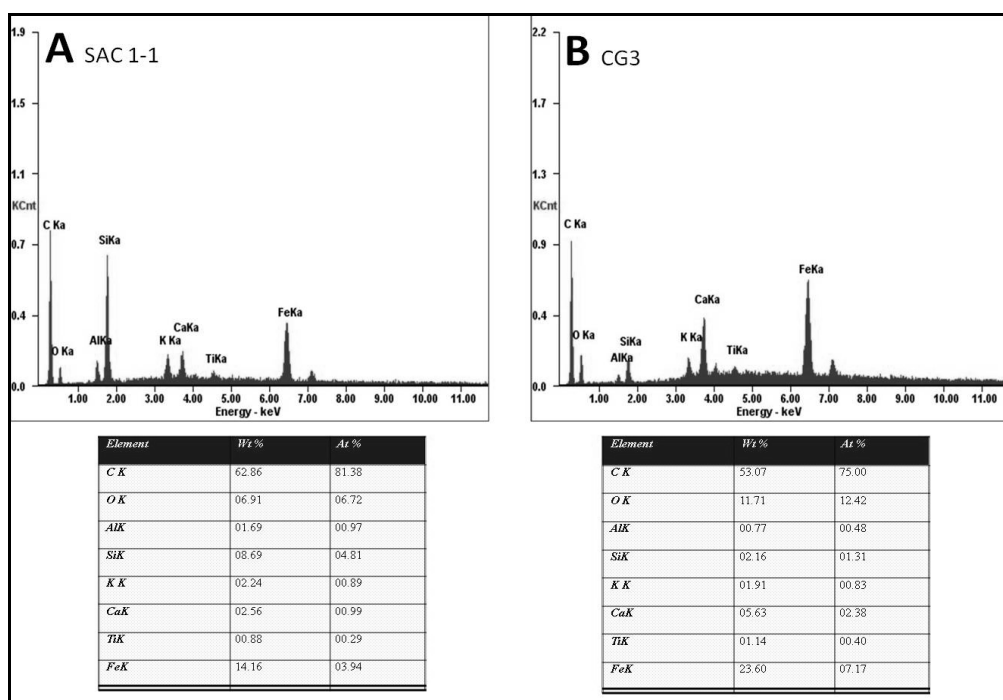 A SAC 1-1
1.9
1.5
1.1
KCnt
C Ka
0.7
SiKa
0.4
O Ka
AlKa
K Ka
CaKa
TiKa
FeKa
0.0
1.00 2.00 3.00 4.00 5.00 6.00 7.00 8.00 9.00 10.00 11.00
Energy - keV
Element Wt % At %
C K 62.86 81.38
O K 06.91 06.72
AlK 01.69 00.97
SiK 08.69 04.81
K K 02.24 00.89
CaK 02.56 00.99
TiK 00.88 00.29
FeK 14.16 03.94
B CG3
2.2
1.7
1.3
KCnt
C Ka
0.9
FeKa
CaKa
0.4
O Ka
SiKa
AlKa
K Ka
TiKa
0.0
1.00 2.00 3.00 4.00 5.00 6.00 7.00 8.00 9.00 10.00 11.00
Energy - keV
Element Wt % At %
C K 53.07 75.00
O K 11.71 12.42
AlK 00.77 00.48
SiK 02.16 01.31
K K 01.91 00.83
CaK 05.63 02.38
TiK 01.14 00.40
FeK 23.60 07.17